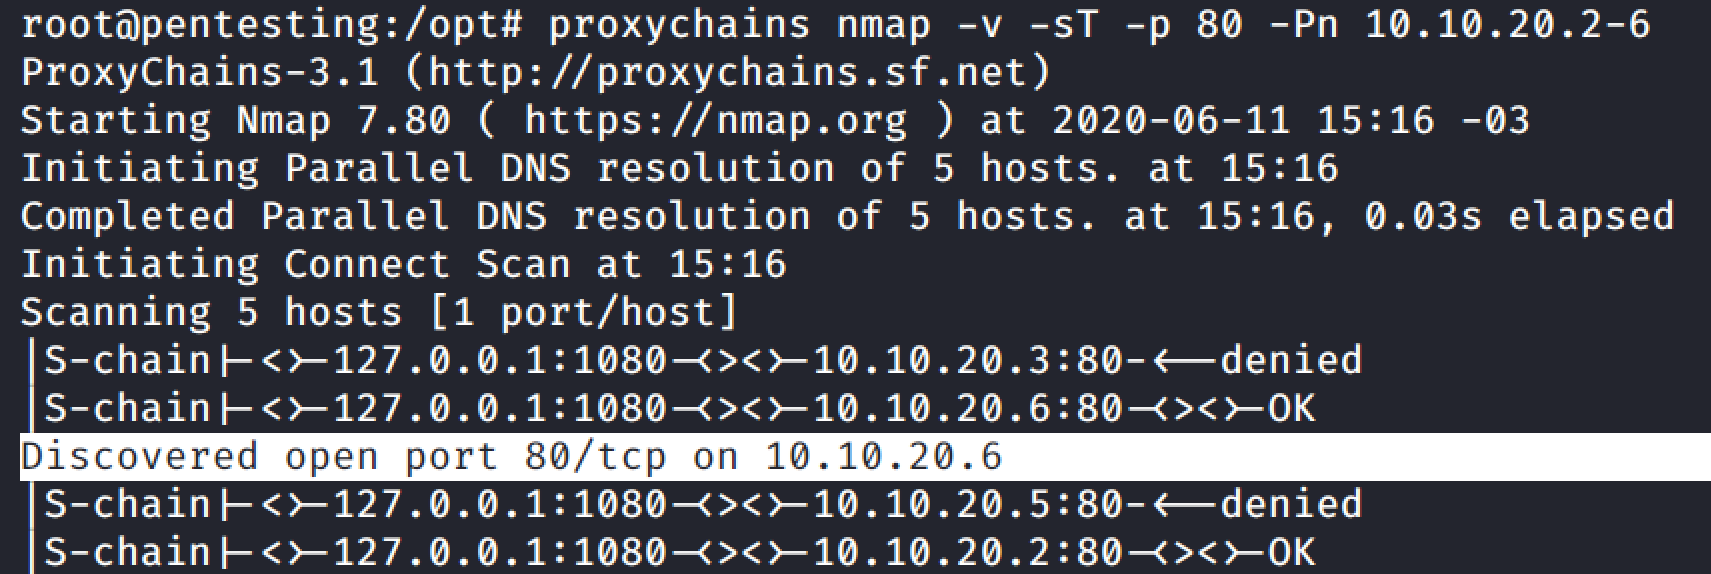 root@pentesting:/opt# proxychains nmap -v -sT -p 80 -Pn 10.10.20.2-6
ProxyChains-3.1 (http://proxychains.sf.net)
Starting Nmap 7.80 ( https://nmap.org ) at 2020-06-11 15:16 -03
Initiating Parallel DNS resolution of 5 hosts. at 15:16
Completed Parallel DNS resolution of 5 hosts. at 15:16, 0.03s elapsed
Initiating Connect Scan at 15:16
Scanning 5 hosts [1 port/host]
|S-chain|-<>-127.0.0.1:1080-<><>-10.10.20.3:80-<--denied
|S-chain|-<>-127.0.0.1:1080-<><>-10.10.20.6:80-<><>-OK
Discovered open port 80/tcp on 10.10.20.6
|S-chain|-<>-127.0.0.1:1080-<><>-10.10.20.5:80-<--denied
|S-chain|-<>-127.0.0.1:1080-<><>-10.10.20.2:80-<><>-OK